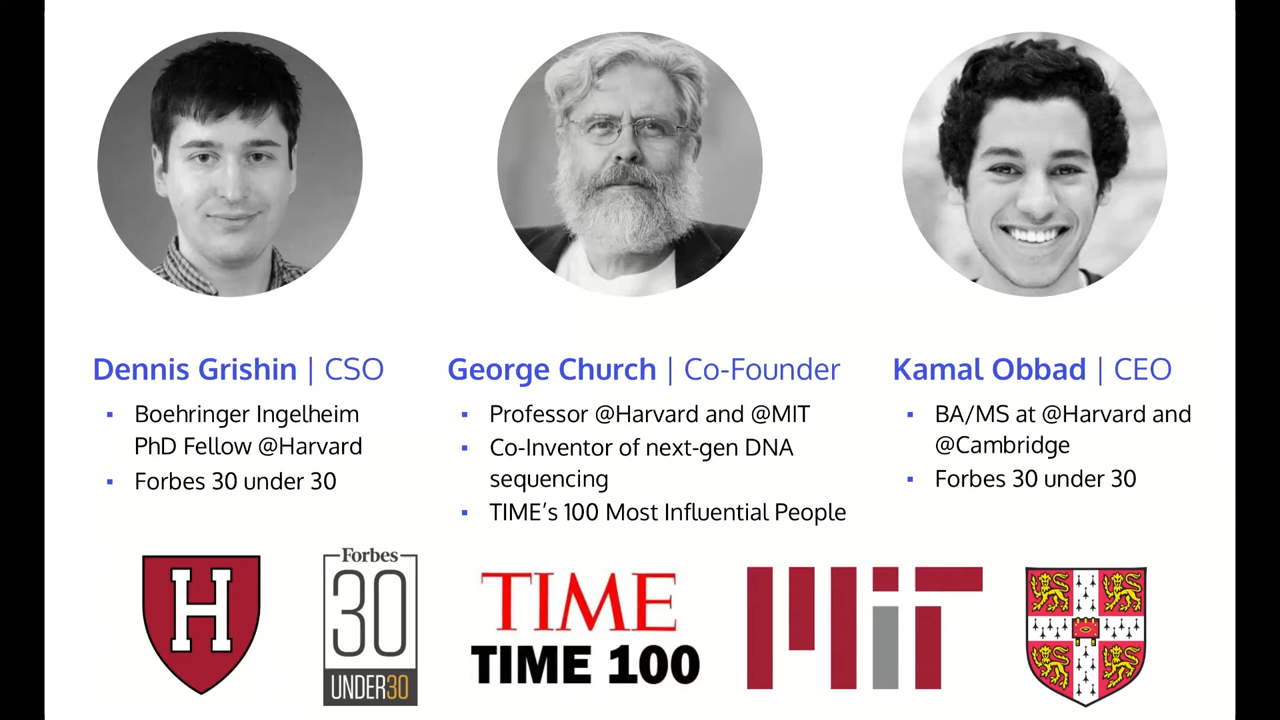 Dennis Grishin | CSO
▪ Boehringer Ingelheim
PhD Fellow @Harvard
▪ Forbes 30 under 30
George Church | Co-Founder
▪ Professor @Harvard and @MIT
▪ Co-Inventor of next-gen DNA
sequencing
▪ TIME’s 100 Most Influential People
Kamal Obbad | CEO
▪ BA/MS at @Harvard and
@Cambridge
▪ Forbes 30 under 30
H
Forbes
30
UNDER30
TIME
TIME 100
MIT